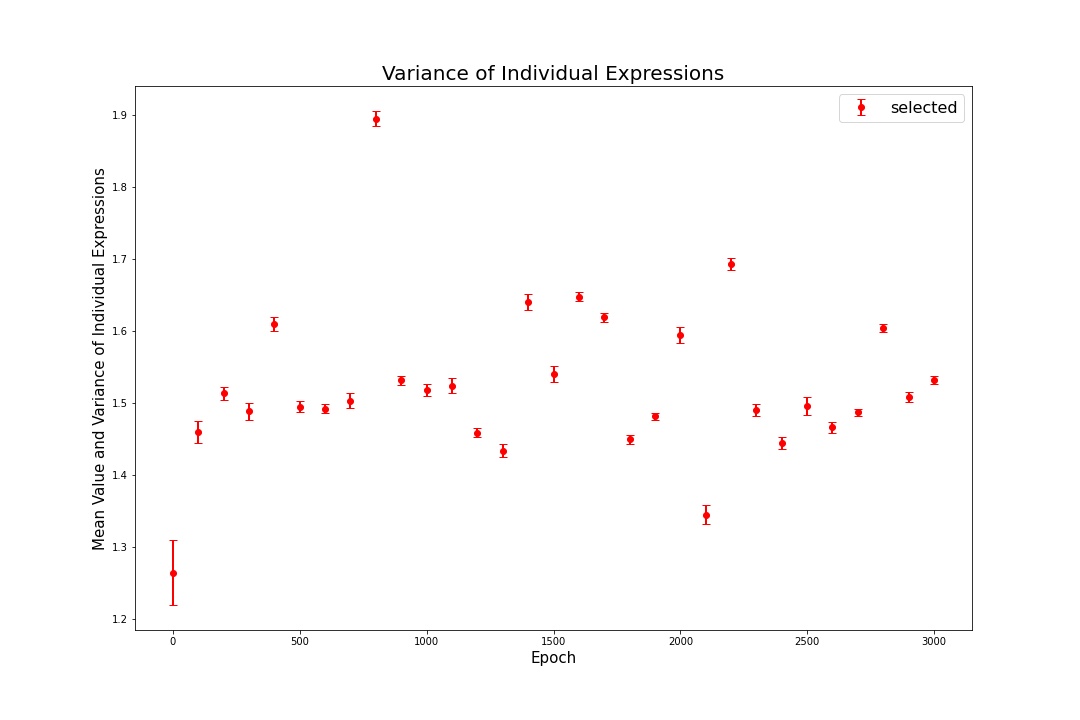 Variance of Individual Expressions
selected
Mean Value and Variance of Individual Expressions
1.9
1.8
1.7
1.6
1.5
1.4
1.3
1.2
0 500 1000 1500 2000 2500 3000
Epoch